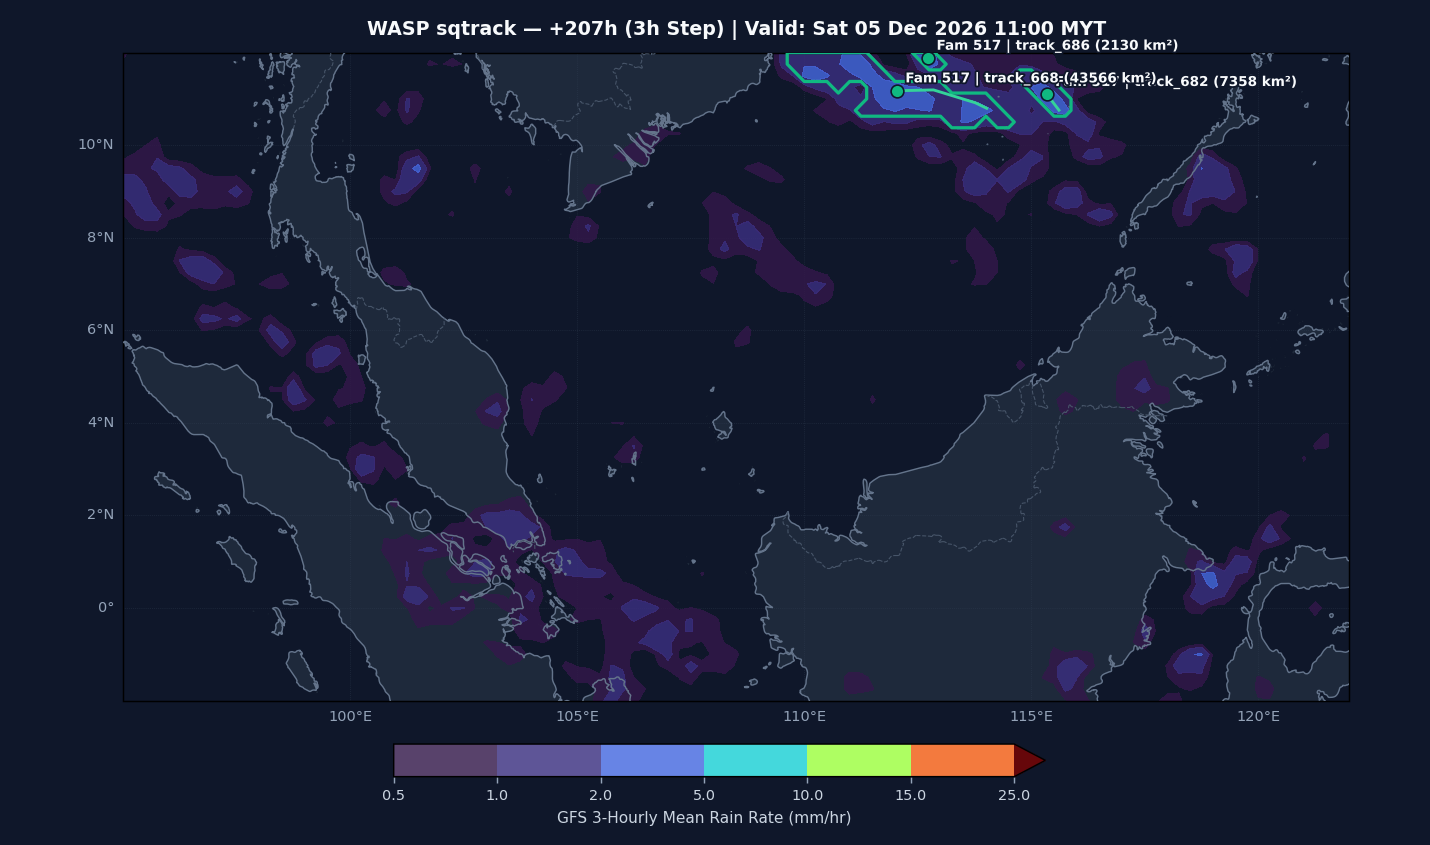 WASP sqtrack — +207h (3h Step) | Valid: Sat 05 Dec 2026 11:00 MYT
Fam 517 | track_686 (2130 km²)
Fam 517 | track_668 (43566 km²)
track_682 (7358 km²)
10°N
8°N
6°N
4°N
2°N
0°
100°E
105°E
110°E
115°E
120°E
0.5
1.0
2.0
5.0
10.0
15.0
25.0
GFS 3-Hourly Mean Rain Rate (mm/hr)